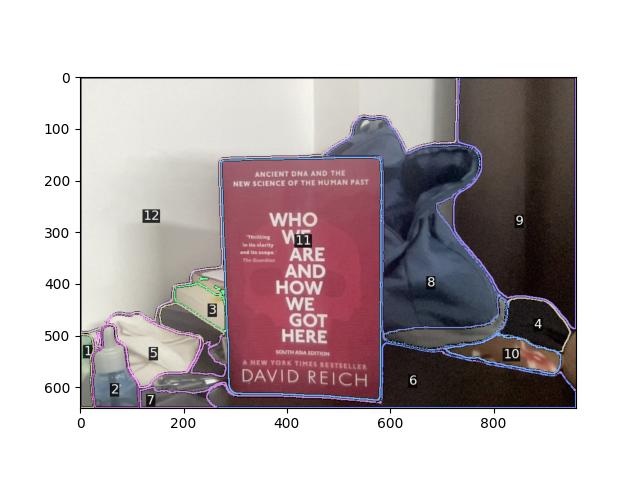 0
100
200
300
400
500
600
ANCIENT DNA AND THE
NEW SCIENCE OF THE HUMAN PAST
WHO
WE
ARE
AND
HOW
WE
GOT
HERE
"Thrilling
in its clarity
and its scope."
The Guardian
SOUTH ASIA EDITION
A NEW YORK TIMES BESTSELLER
DAVID REICH
12
11
9
8
3
4
1
5
10
2
6
7
0
200
400
600
800